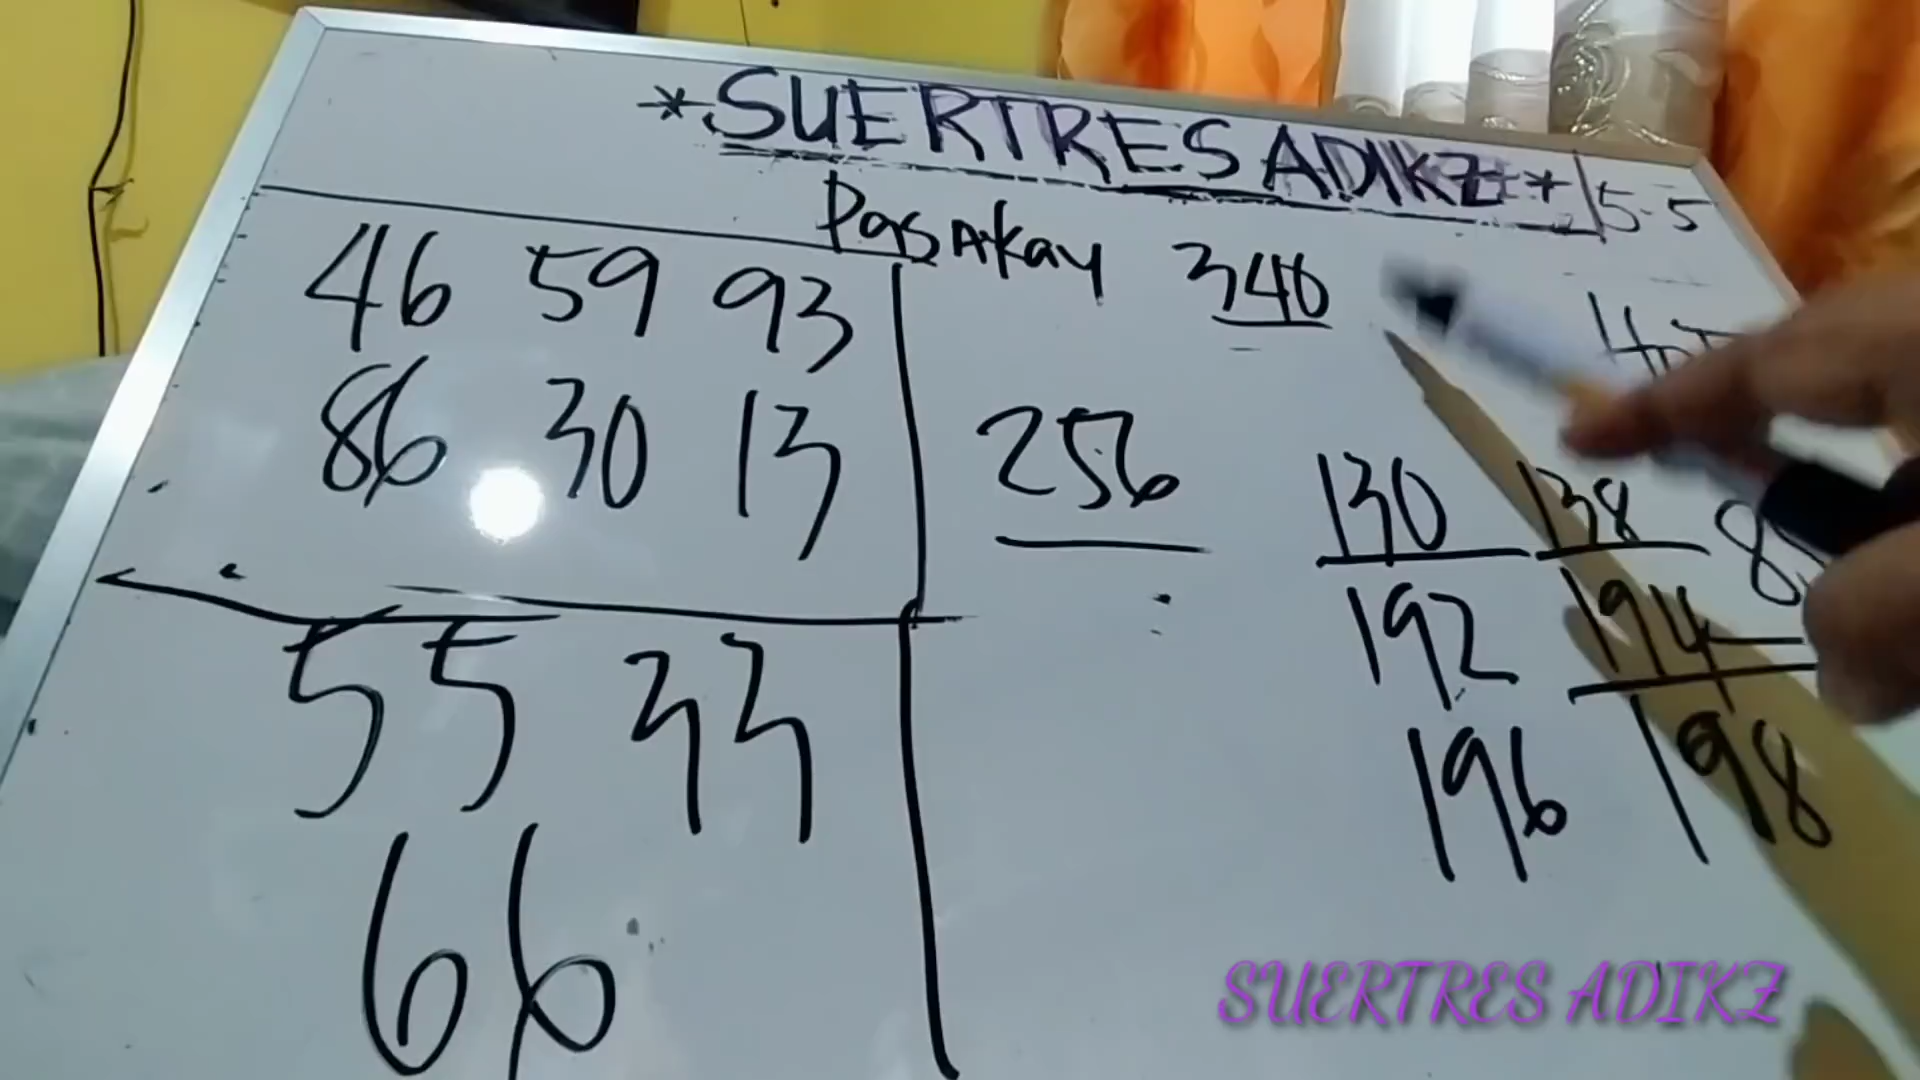 *SUERTRES ADIKZ* 5-5
Pasakay 340
46 59 93
86 30 13
256
130 138
192 194
196 198
55 33
66
SUERTRES ADIKZ